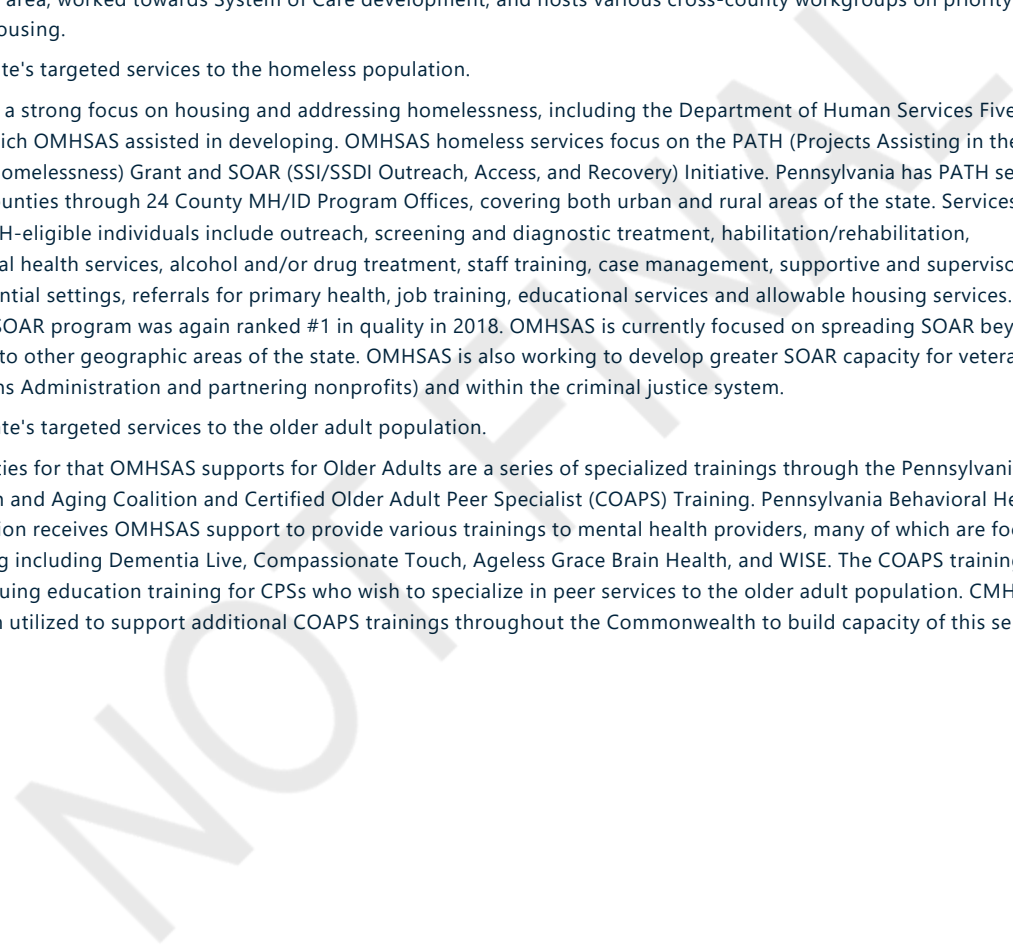 area, worked towards System of Care development, and hosts various cross-county workgroups on priority
ousing.
te's targeted services to the homeless population.
a strong focus on housing and addressing homelessness, including the Department of Human Services Five
ich OMHSAS assisted in developing. OMHSAS homeless services focus on the PATH (Projects Assisting in the
omelessness) Grant and SOAR (SSI/SSDI Outreach, Access, and Recovery) Initiative. Pennsylvania has PATH se
ounties through 24 County MH/ID Program Offices, covering both urban and rural areas of the state. Services
H-eligible individuals include outreach, screening and diagnostic treatment, habilitation/rehabilitation,
al health services, alcohol and/or drug treatment, staff training, case management, supportive and superviso
ntial settings, referrals for primary health, job training, educational services and allowable housing services.
SOAR program was again ranked #1 in quality in 2018. OMHSAS is currently focused on spreading SOAR bey
to other geographic areas of the state. OMHSAS is also working to develop greater SOAR capacity for vetera
ns Administration and partnering nonprofits) and within the criminal justice system.
te's targeted services to the older adult population.
ties for that OMHSAS supports for Older Adults are a series of specialized trainings through the Pennsylvani
h and Aging Coalition and Certified Older Adult Peer Specialist (COAPS) Training. Pennsylvania Behavioral He
ion receives OMHSAS support to provide various trainings to mental health providers, many of which are fo
g including Dementia Live, Compassionate Touch, Ageless Grace Brain Health, and WISE. The COAPS training
uing education training for CPSs who wish to specialize in peer services to the older adult population. CMH
n utilized to support additional COAPS trainings throughout the Commonwealth to build capacity of this se
NOT FINAL